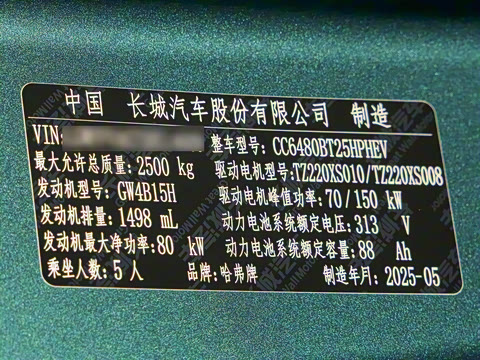 中国 长城汽车股份有限公司 制造
VIN: 整车型号: CC6480BT25HPHEV
最大允许总质量: 2500 kg 驱动电机型号: TZ220XS010/TZ220XS008
发动机型号: GW4B15H 驱动电机峰值功率: 70/150 kW
发动机排量: 1498 mL 动力电池系统额定电压: 313 V
发动机最大净功率: 80 kW 动力电池系统额定容量: 88 Ah
乘坐人数: 5 人 品牌: 哈弗牌 制造年月: 2025-05